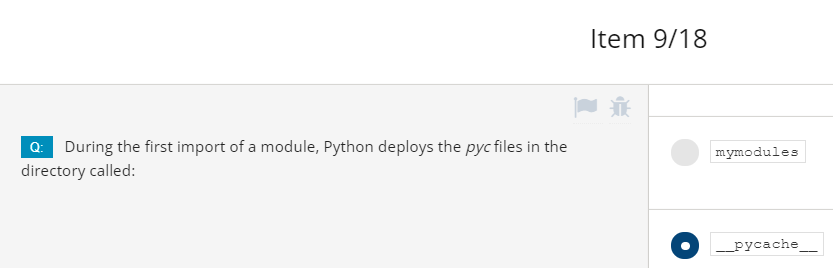 Item 9/18
Q: During the first import of a module, Python deploys the pyc files in the
directory called:
mymodules
__pycache__